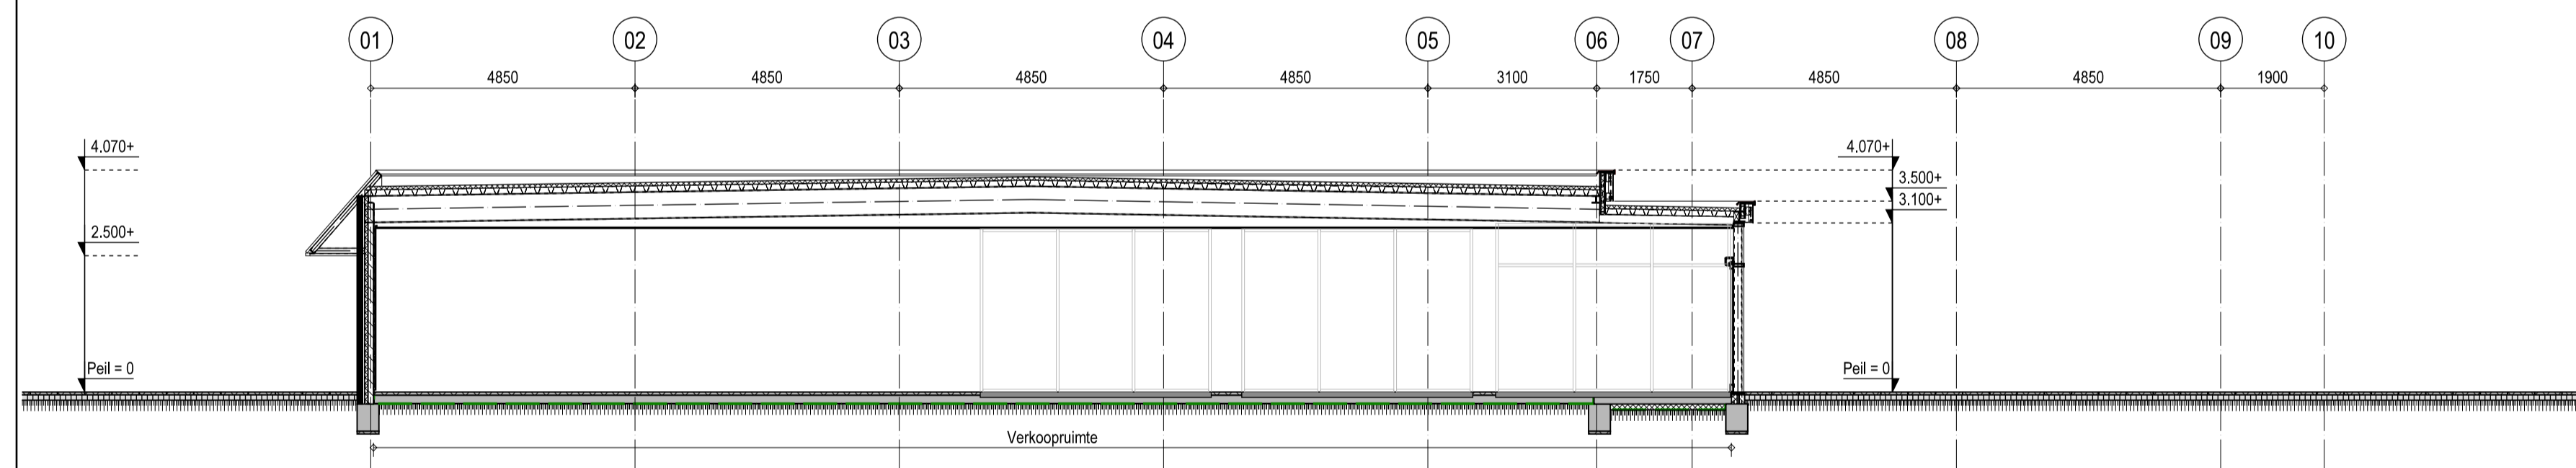 01 02 03 04 05 06 07 08 09 10
4850 4850 4850 4850 3100 1750 4850 4850 1900
4.070+ 4.070+
3.500+
3.100+
2.500+
Peil = 0 Peil = 0
Verkoopruimte